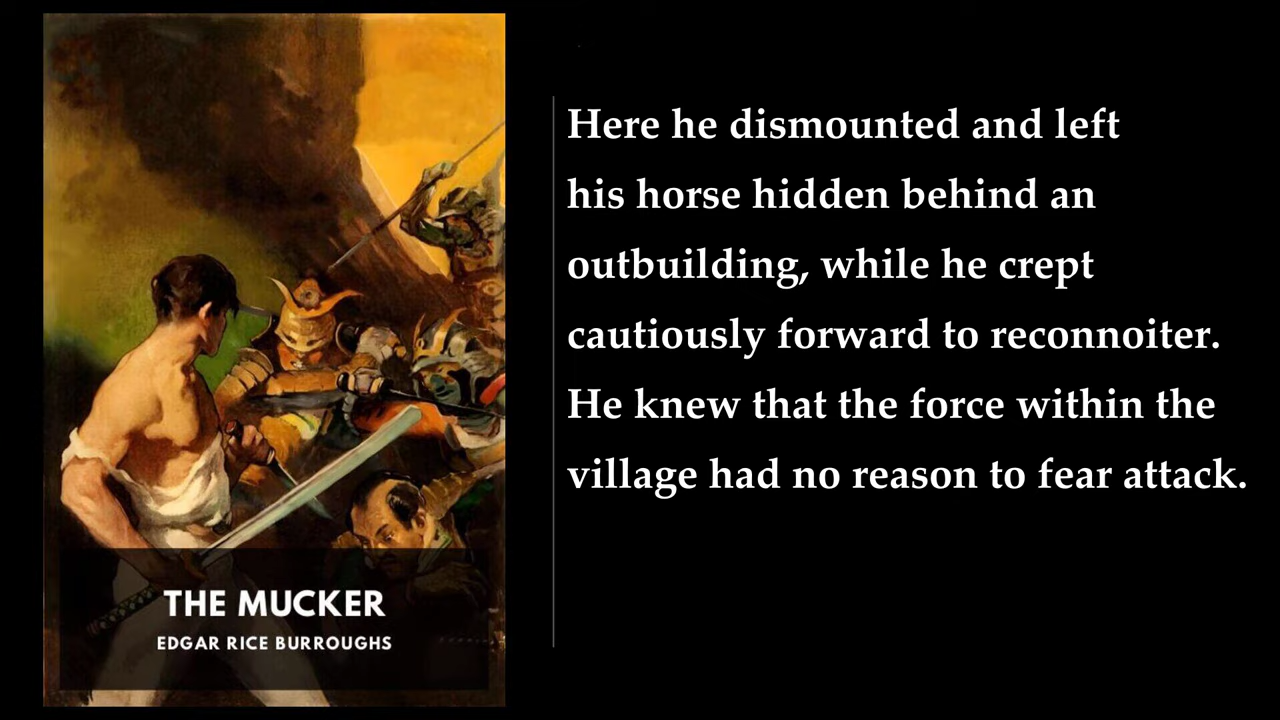 Here he dismounted and left
his horse hidden behind an
outbuilding, while he crept
cautiously forward to reconnoiter.
He knew that the force within the
village had no reason to fear attack.
THE MUCKER
EDGAR RICE BURROUGHS